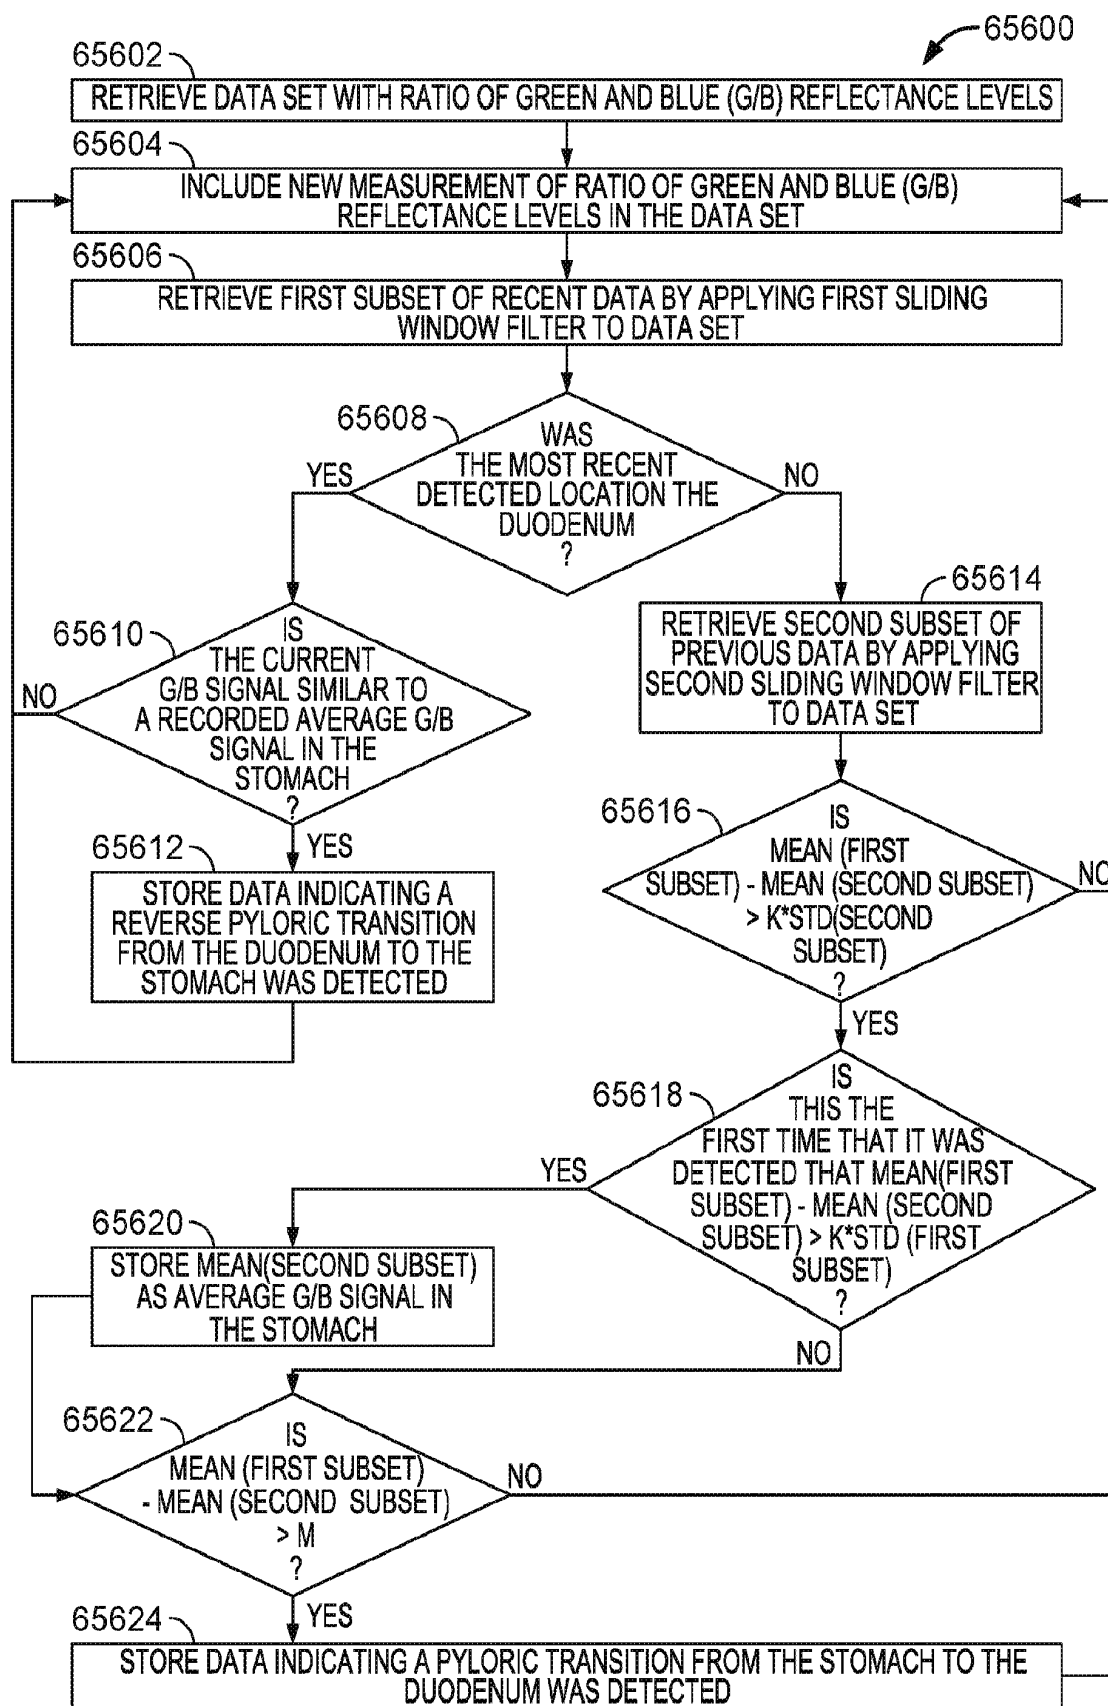 65600
65602
RETRIEVE DATA SET WITH RATIO OF GREEN AND BLUE (G/B) REFLECTANCE LEVELS
65604
INCLUDE NEW MEASUREMENT OF RATIO OF GREEN AND BLUE (G/B)
REFLECTANCE LEVELS IN THE DATA SET
65606
RETRIEVE FIRST SUBSET OF RECENT DATA BY APPLYING FIRST SLIDING
WINDOW FILTER TO DATA SET
65608
WAS
THE MOST RECENT
DETECTED LOCATION THE
DUODENUM
?
YES
NO
65610
IS
THE CURRENT
G/B SIGNAL SIMILAR TO
A RECORDED AVERAGE G/B
SIGNAL IN THE
STOMACH
?
NO
YES
65612
STORE DATA INDICATING A
REVERSE PYLORIC TRANSITION
FROM THE DUODENUM TO THE
STOMACH WAS DETECTED
65614
RETRIEVE SECOND SUBSET OF
PREVIOUS DATA BY APPLYING
SECOND SLIDING WINDOW FILTER
TO DATA SET
65616
IS
MEAN (FIRST
SUBSET) - MEAN (SECOND SUBSET)
> K*STD(SECOND
SUBSET)
?
NO
YES
65618
IS
THIS THE
FIRST TIME THAT IT WAS
DETECTED THAT MEAN(FIRST
SUBSET) - MEAN (SECOND
SUBSET) > K*STD (FIRST
SUBSET)
?
YES
NO
65620
STORE MEAN(SECOND SUBSET)
AS AVERAGE G/B SIGNAL IN
THE STOMACH
65622
IS
MEAN (FIRST SUBSET)
- MEAN (SECOND SUBSET)
> M
?
NO
YES
65624
STORE DATA INDICATING A PYLORIC TRANSITION FROM THE STOMACH TO THE
DUODENUM WAS DETECTED